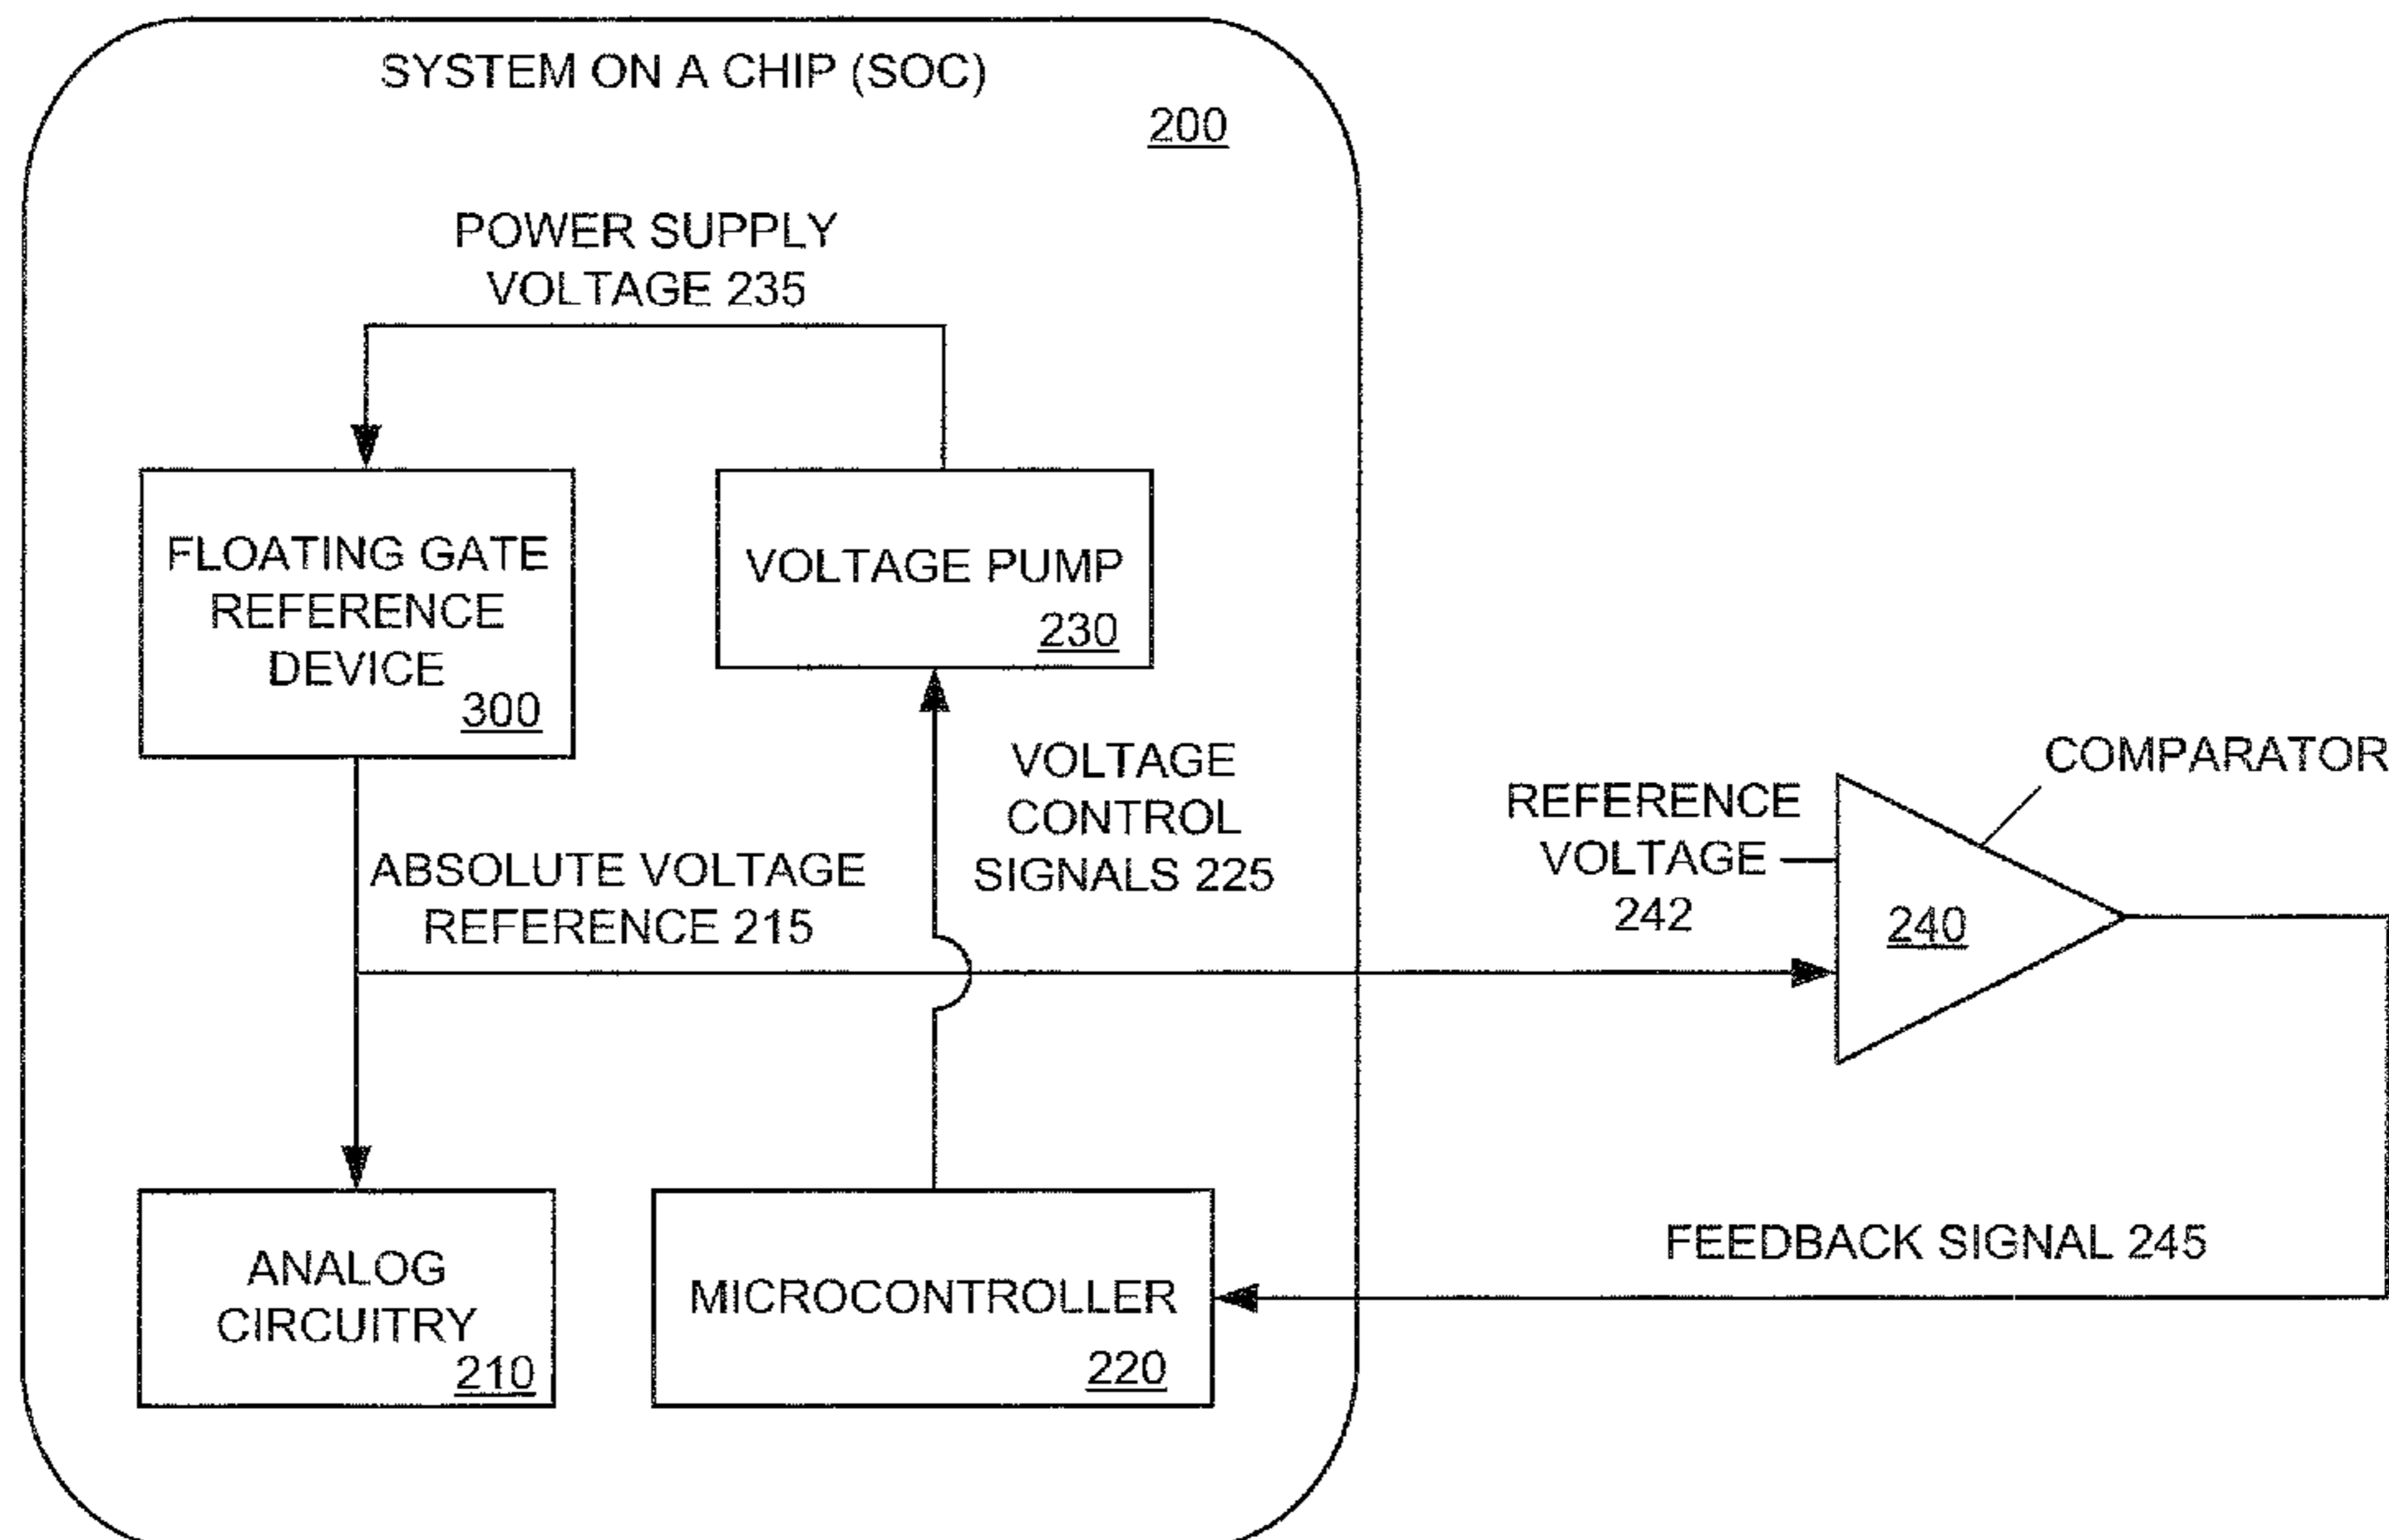 SYSTEM ON A CHIP (SOC)
200
POWER SUPPLY
VOLTAGE 235
FLOATING GATE
REFERENCE
DEVICE
300
VOLTAGE PUMP
230
VOLTAGE
CONTROL
SIGNALS 225
ABSOLUTE VOLTAGE
REFERENCE 215
COMPARATOR
REFERENCE
VOLTAGE
242
240
FEEDBACK SIGNAL 245
ANALOG
CIRCUITRY
210
MICROCONTROLLER
220